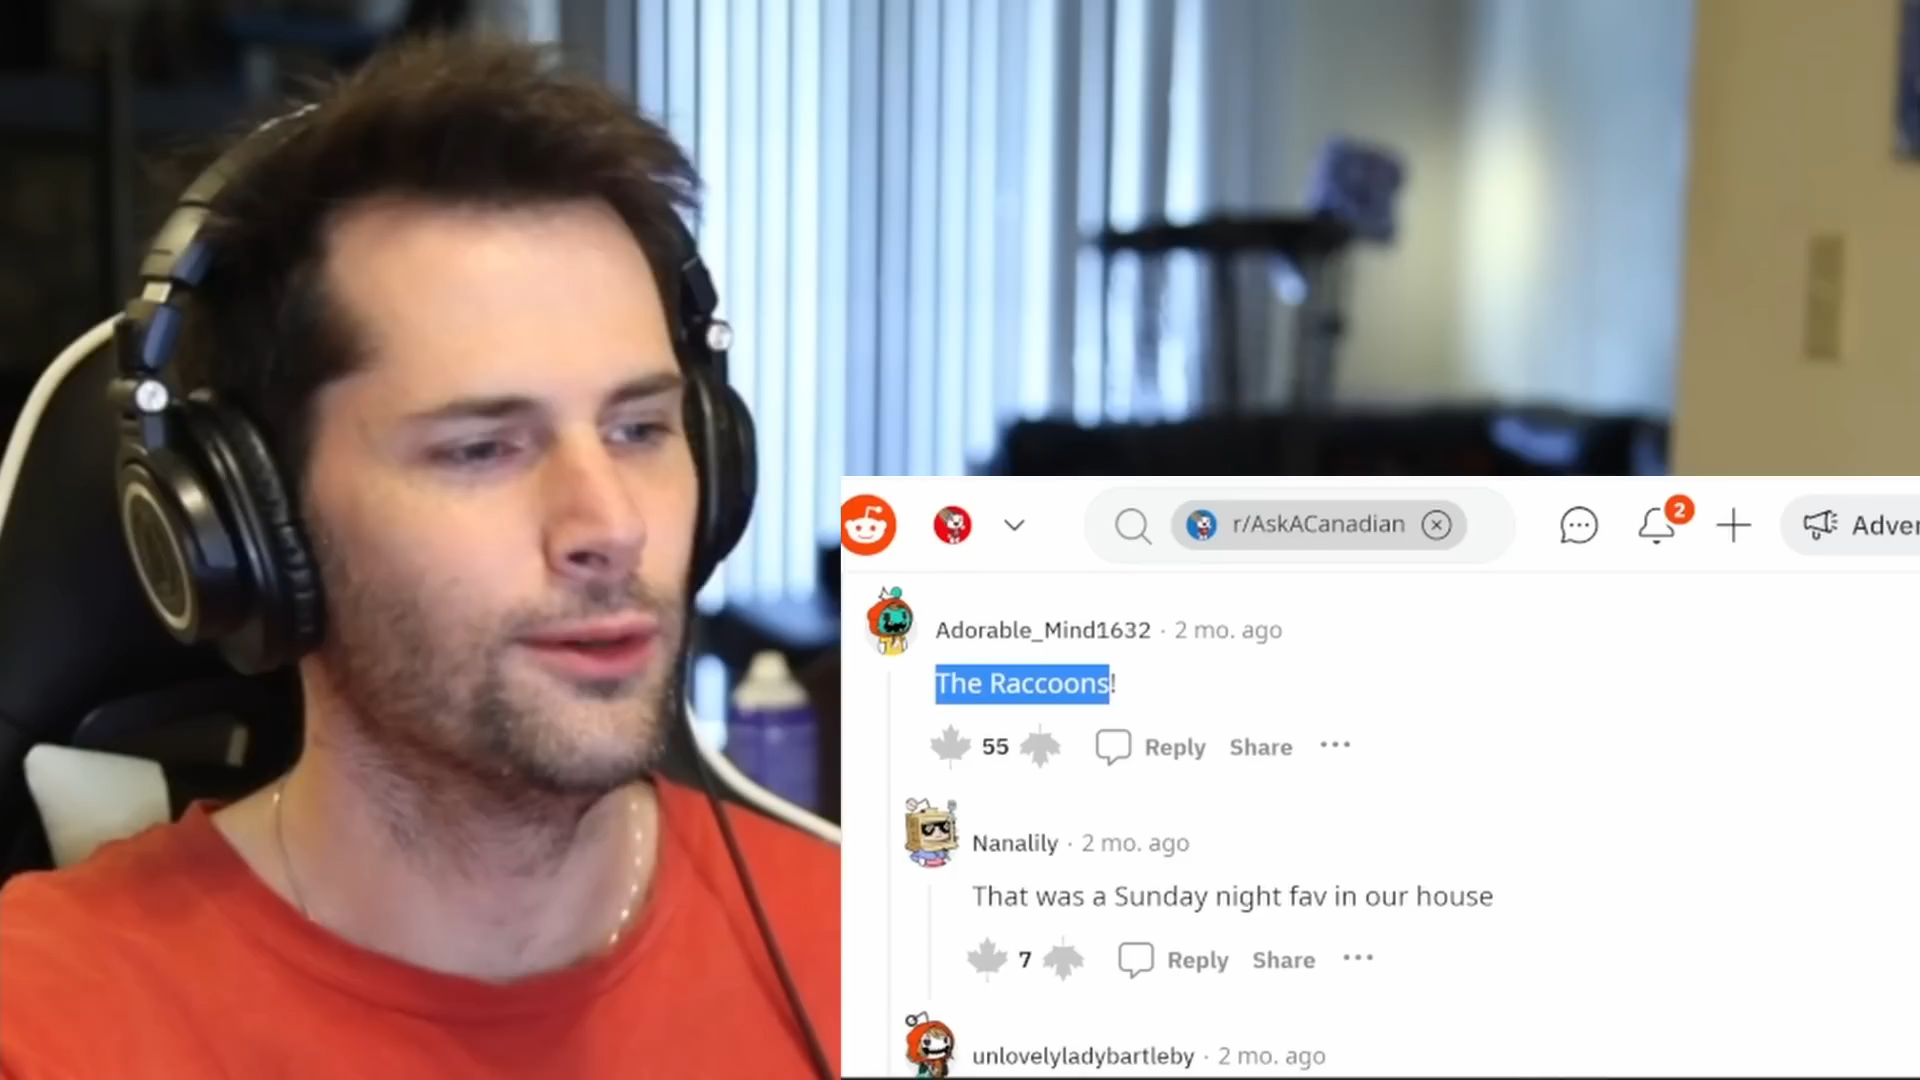 r/AskACanadian
2
Adver
Adorable_Mind1632 · 2 mo. ago
The Raccoons!
55 Reply Share
Nanalily · 2 mo. ago
That was a Sunday night fav in our house
7 Reply Share
unlovelyladybartleby · 2 mo. ago